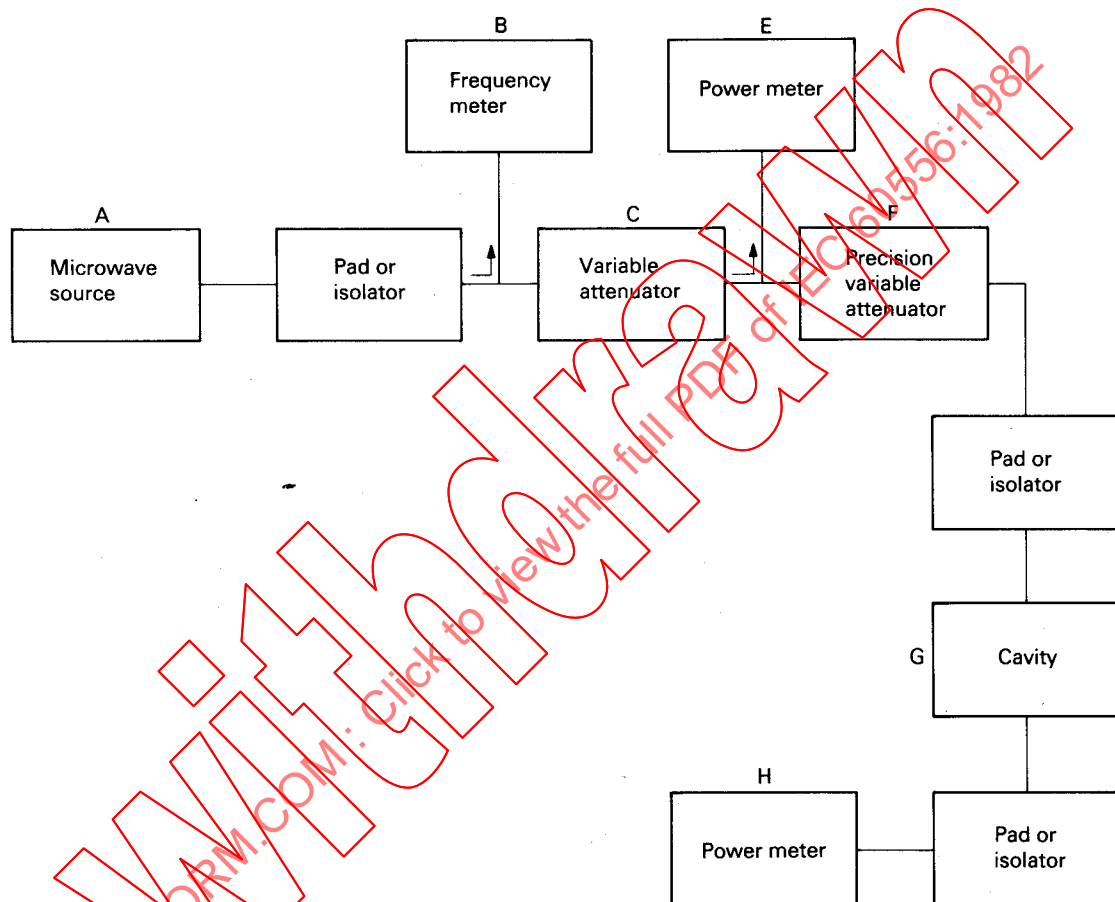 B
E
Frequency
meter
Power meter
A
C
F
Microwave
source
Pad or
isolator
Variable
attenuator
Precision
variable
attenuator
Pad or
isolator
G
Cavity
H
Power meter
Pad or
isolator
withdrawn
ORM.COM : Click to view the full PDF of IEC 60556:1982